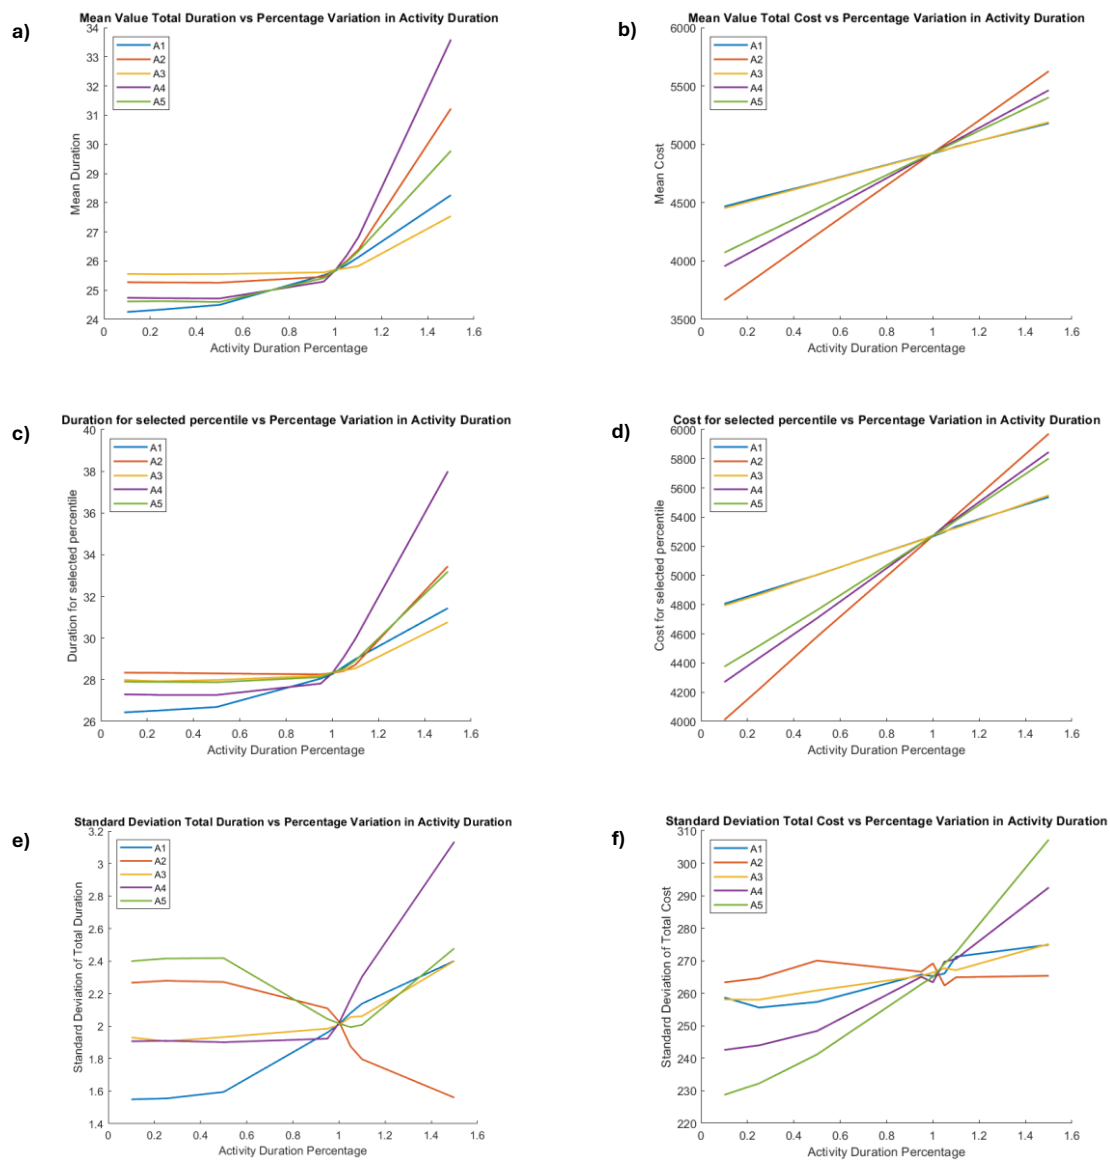 a)
Mean Value Total Duration vs Percentage Variation in Activity Duration
34
33
32
31
30
29
28
27
26
25
24
0
0.2
0.4
0.6
0.8
1
1.2
1.4
1.6
A1
A2
A3
A4
A5
Mean Duration
Activity Duration Percentage
b)
Mean Value Total Cost vs Percentage Variation in Activity Duration
6000
5500
5000
4500
4000
3500
0
0.2
0.4
0.6
0.8
1
1.2
1.4
1.6
A1
A2
A3
A4
A5
Mean Cost
Activity Duration Percentage
c)
Duration for selected percentile vs Percentage Variation in Activity Duration
40
38
36
34
32
30
28
26
0
0.2
0.4
0.6
0.8
1
1.2
1.4
1.6
A1
A2
A3
A4
A5
Duration for selected percentile
Activity Duration Percentage
d)
Cost for selected percentile vs Percentage Variation in Activity Duration
6000
5800
5600
5400
5200
5000
4800
4600
4400
4200
4000
0
0.2
0.4
0.6
0.8
1
1.2
1.4
1.6
A1
A2
A3
A4
A5
Cost for selected percentile
Activity Duration Percentage
e)
Standard Deviation Total Duration vs Percentage Variation in Activity Duration
3.2
3
2.8
2.6
2.4
2.2
2
1.8
1.6
1.4
0
0.2
0.4
0.6
0.8
1
1.2
1.4
1.6
A1
A2
A3
A4
A5
Standard Deviation of Total Duration
Activity Duration Percentage
f)
Standard Deviation Total Cost vs Percentage Variation in Activity Duration
310
300
290
280
270
260
250
240
230
220
0
0.2
0.4
0.6
0.8
1
1.2
1.4
1.6
A1
A2
A3
A4
A5
Standard Deviation of Total Cost
Activity Duration Percentage